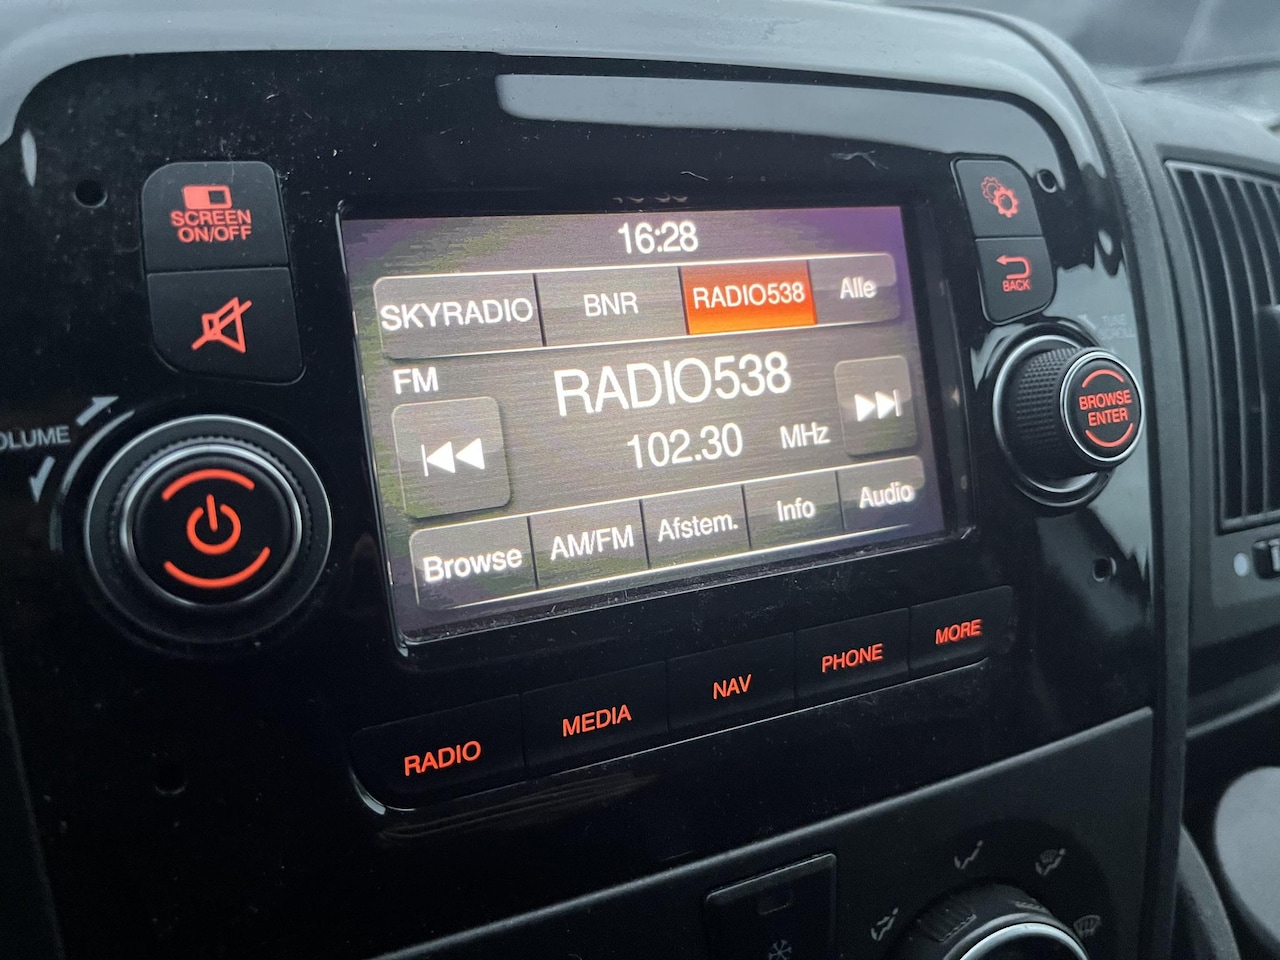 SCREEN
ON/OFF
16:28
SKYRADIO BNR RADIO538 Alle
BACK
FM
RADIO538
102.30 MHz
BROWSE
ENTER
OLUME
Browse AM/FM Afstem. Info Audio
RADIO MEDIA NAV PHONE MORE